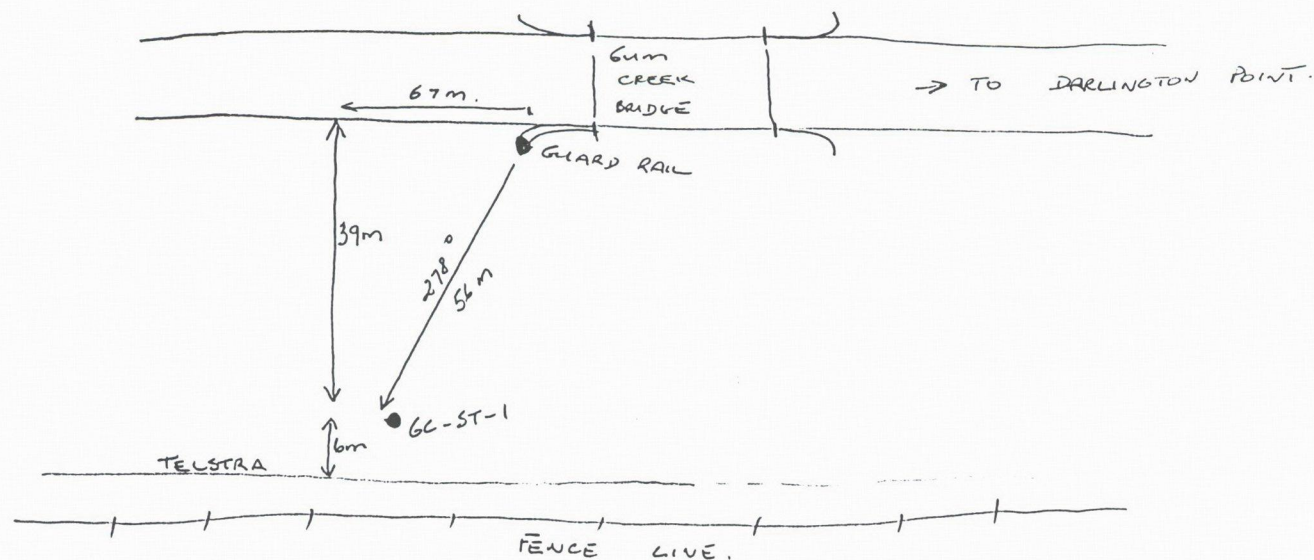 GUM
CREEK
BRIDGE
→ TO DARLINGTON POINT.
67m.
GUARD RAIL
39m
278°
56m
GC-ST-1
6m
TELSTRA
FENCE LINE.